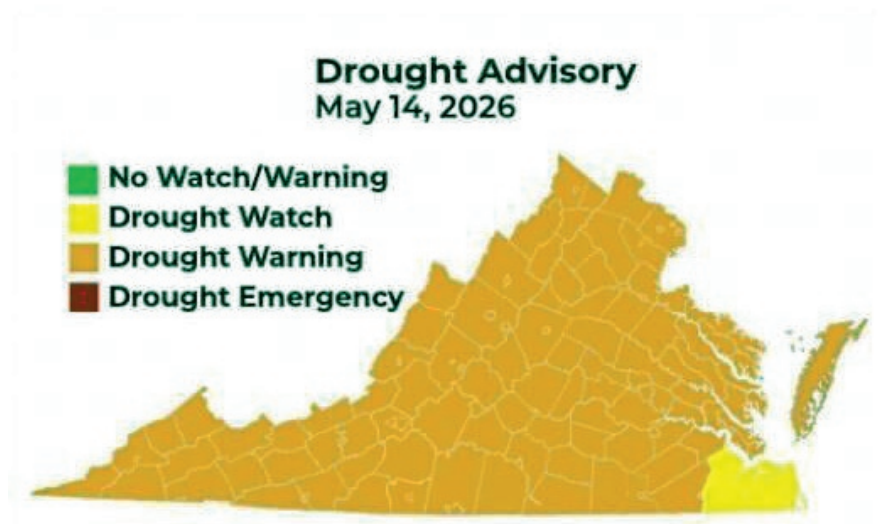 Drought Advisory
May 14, 2026
No Watch/Warning
Drought Watch
Drought Warning
Drought Emergency